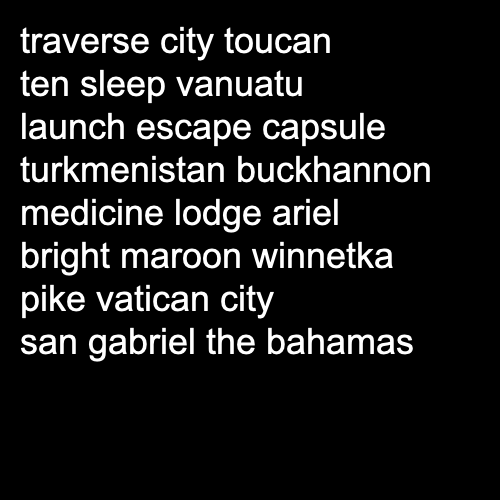 traverse city toucan
ten sleep vanuatu
launch escape capsule
turkmenistan buckhannon
medicine lodge ariel
bright maroon winnetka
pike vatican city
san gabriel the bahamas